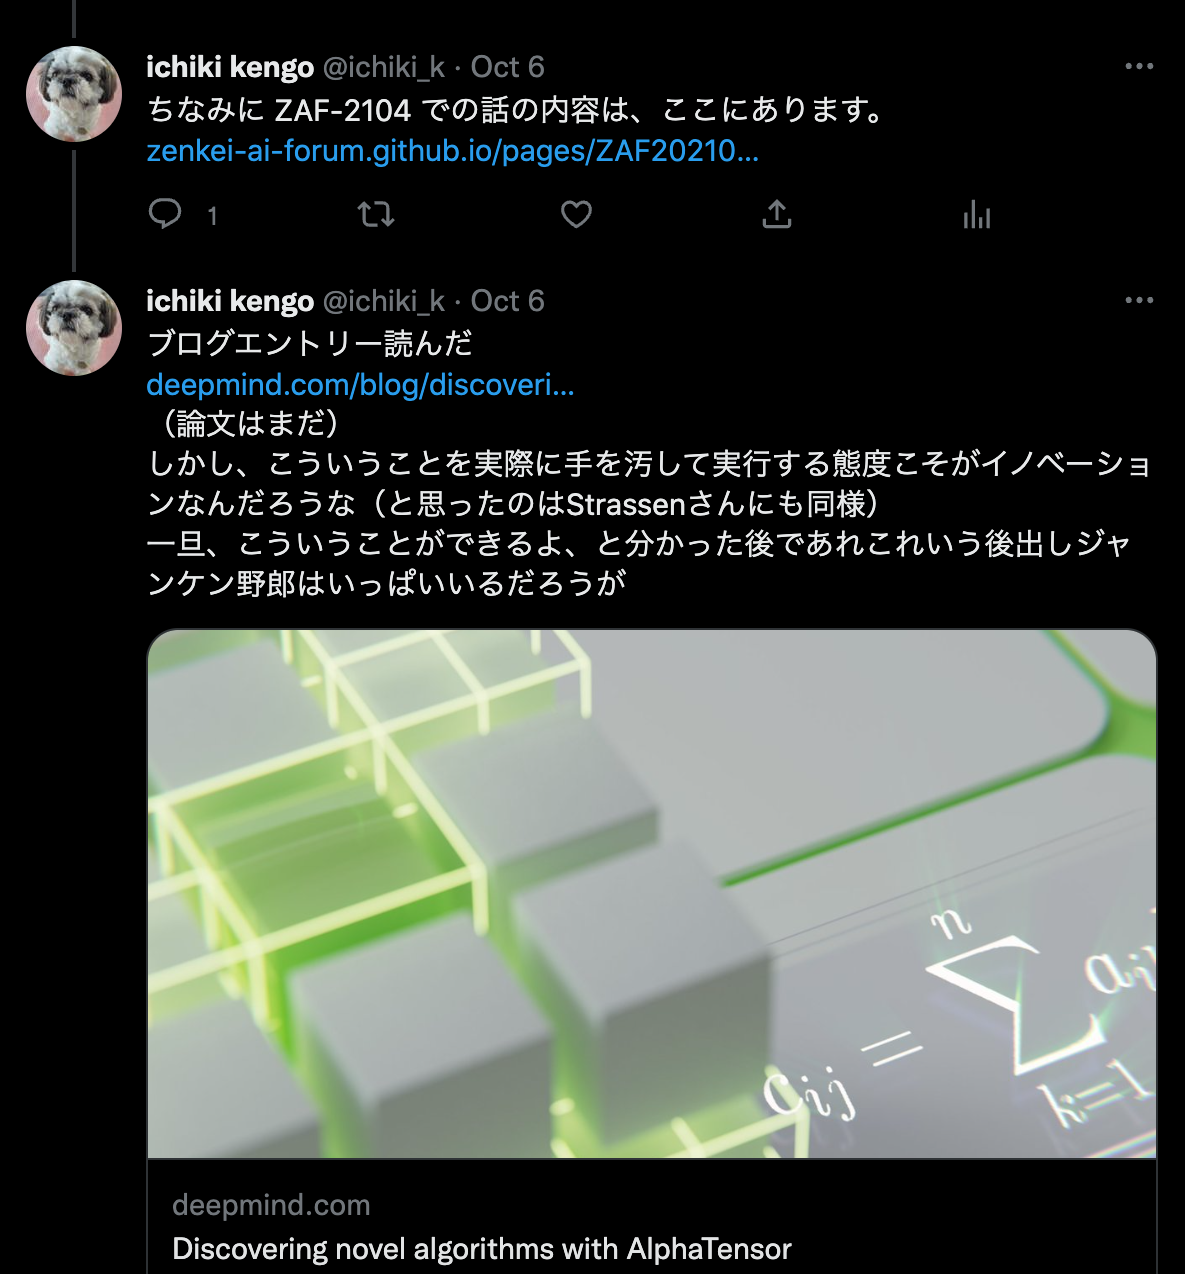 ichiki kengo @ichiki_k · Oct 6
ちなみに ZAF-2104 での話の内容は、ここにあります。
zenkei-ai-forum.github.io/pages/ZAF20210...
1
ichiki kengo @ichiki_k · Oct 6
ブログエントリー読んだ
deepmind.com/blog/discoveri...
（論文はまだ）
しかし、こういうことを実際に手を汚して実行する態度こそがイノベーショ
ンなんだろうな（と思ったのはStrassenさんにも同様）
一旦、こういうことができるよ、と分かった後であれこれいう後出しジャ
ンケン野郎はいっぱいいるだろうが
n
c_ij = ∑ a_i
k=1
deepmind.com
Discovering novel algorithms with AlphaTensor